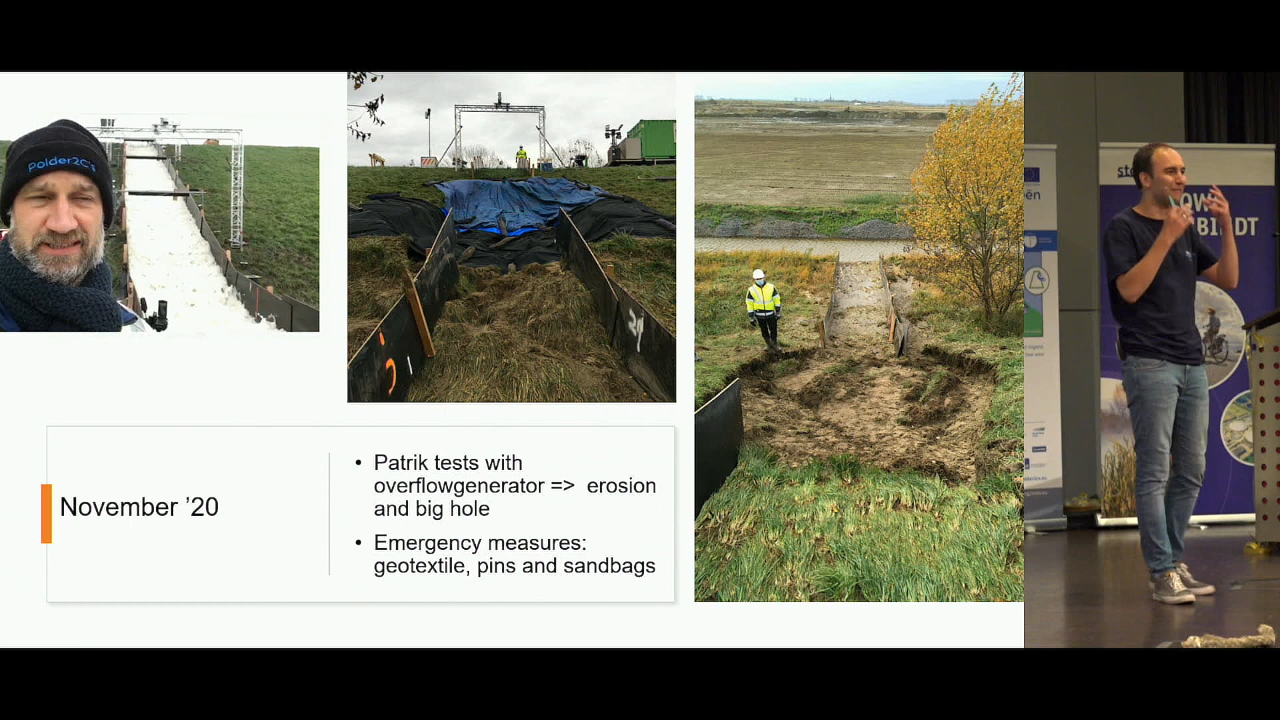 Polder2C's
November ’20
• Patrik tests with
overflowgenerator => erosion
and big hole
• Emergency measures:
geotextile, pins and sandbags